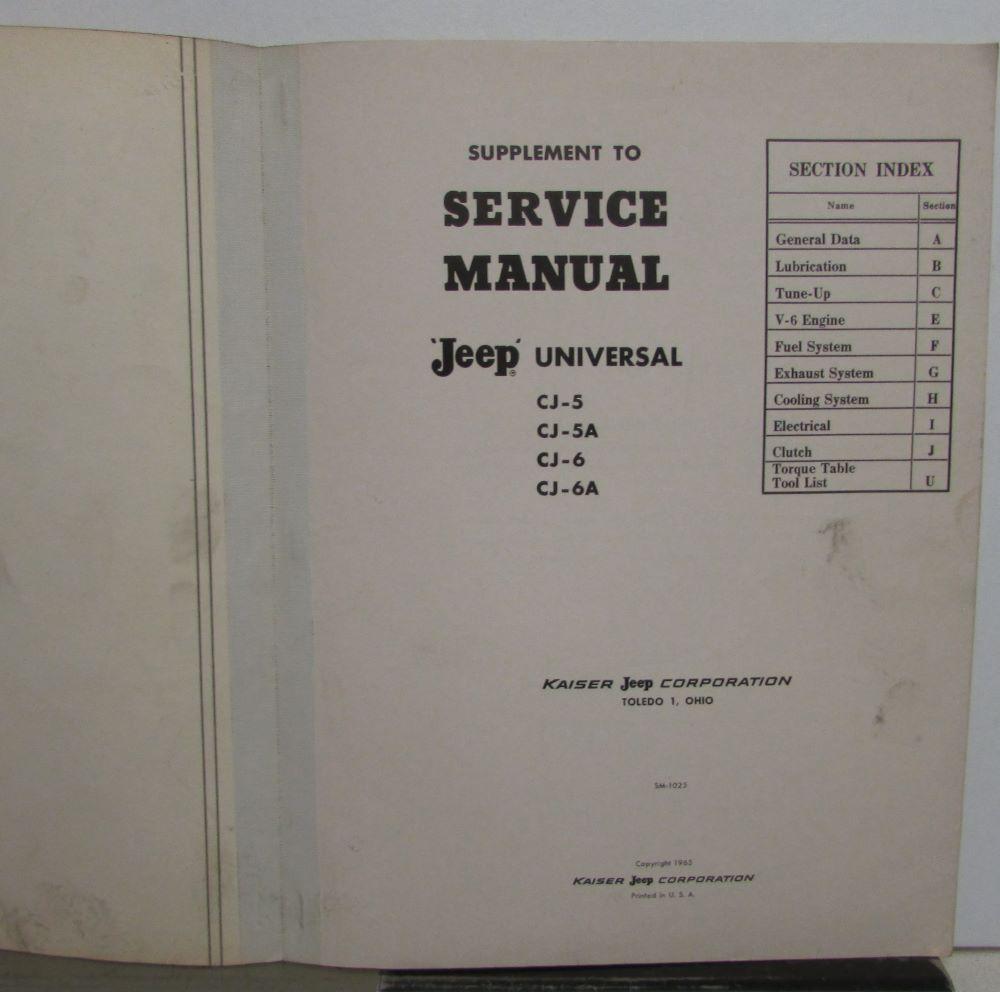 SUPPLEMENT TO
SERVICE
MANUAL
'Jeep'® UNIVERSAL
CJ-5
CJ-5A
CJ-6
CJ-6A
SECTION INDEX
Name Section
General Data A
Lubrication B
Tune-Up C
V-6 Engine E
Fuel System F
Exhaust System G
Cooling System H
Electrical I
Clutch J
Torque Table
Tool List U
KAISER Jeep CORPORATION
TOLEDO 1, OHIO
SM-1025
Copyright 1965
KAISER Jeep CORPORATION
Printed in U. S. A.